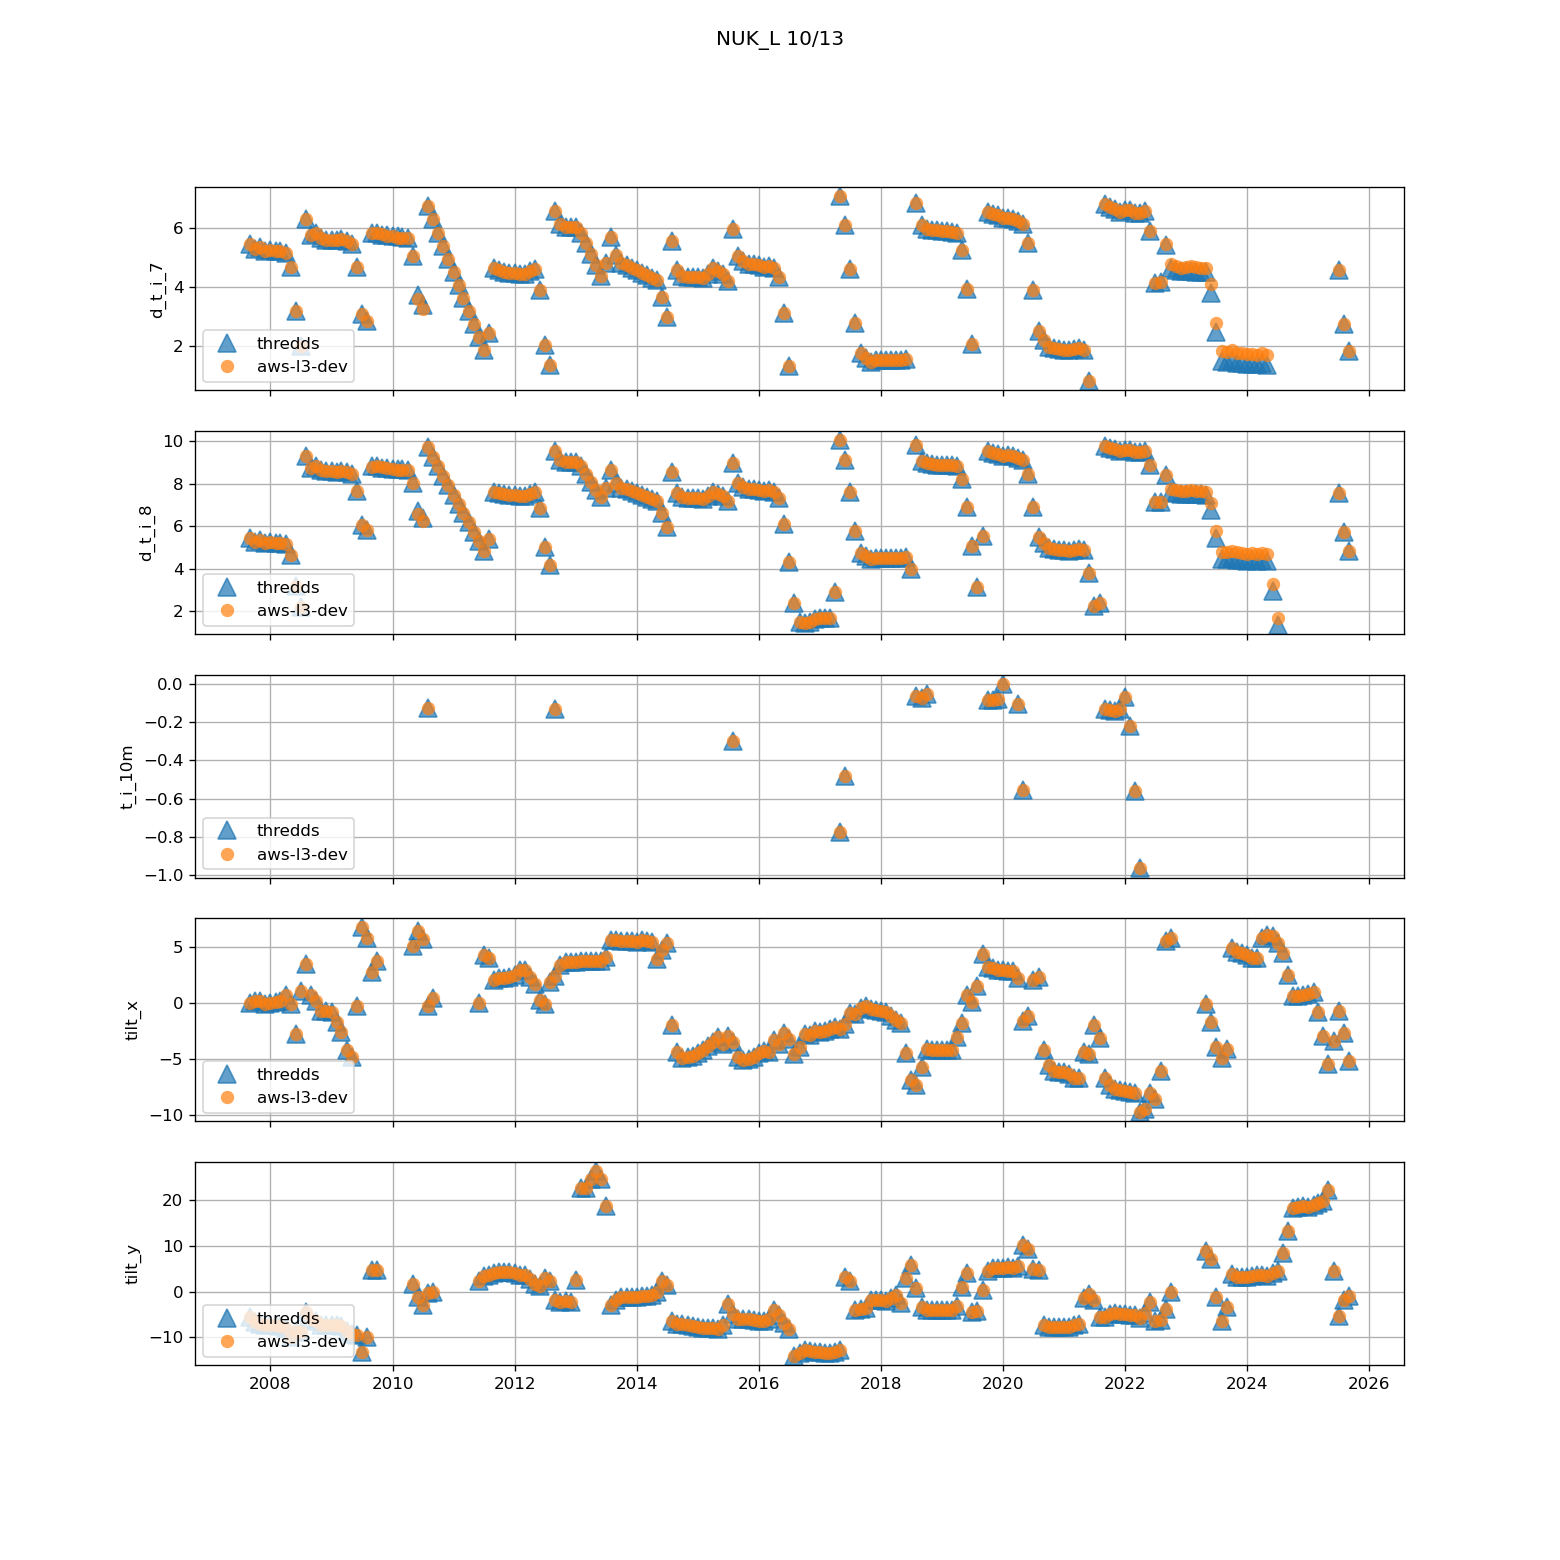 NUK_L 10/13
d_t_i_7
6
4
2
thredds
aws-l3-dev
d_t_i_8
10
8
6
4
2
thredds
aws-l3-dev
t_i_10m
0.0
−0.2
−0.4
−0.6
−0.8
−1.0
thredds
aws-l3-dev
tilt_x
5
0
−5
−10
thredds
aws-l3-dev
tilt_y
20
10
0
−10
thredds
aws-l3-dev
2008 2010 2012 2014 2016 2018 2020 2022 2024 2026